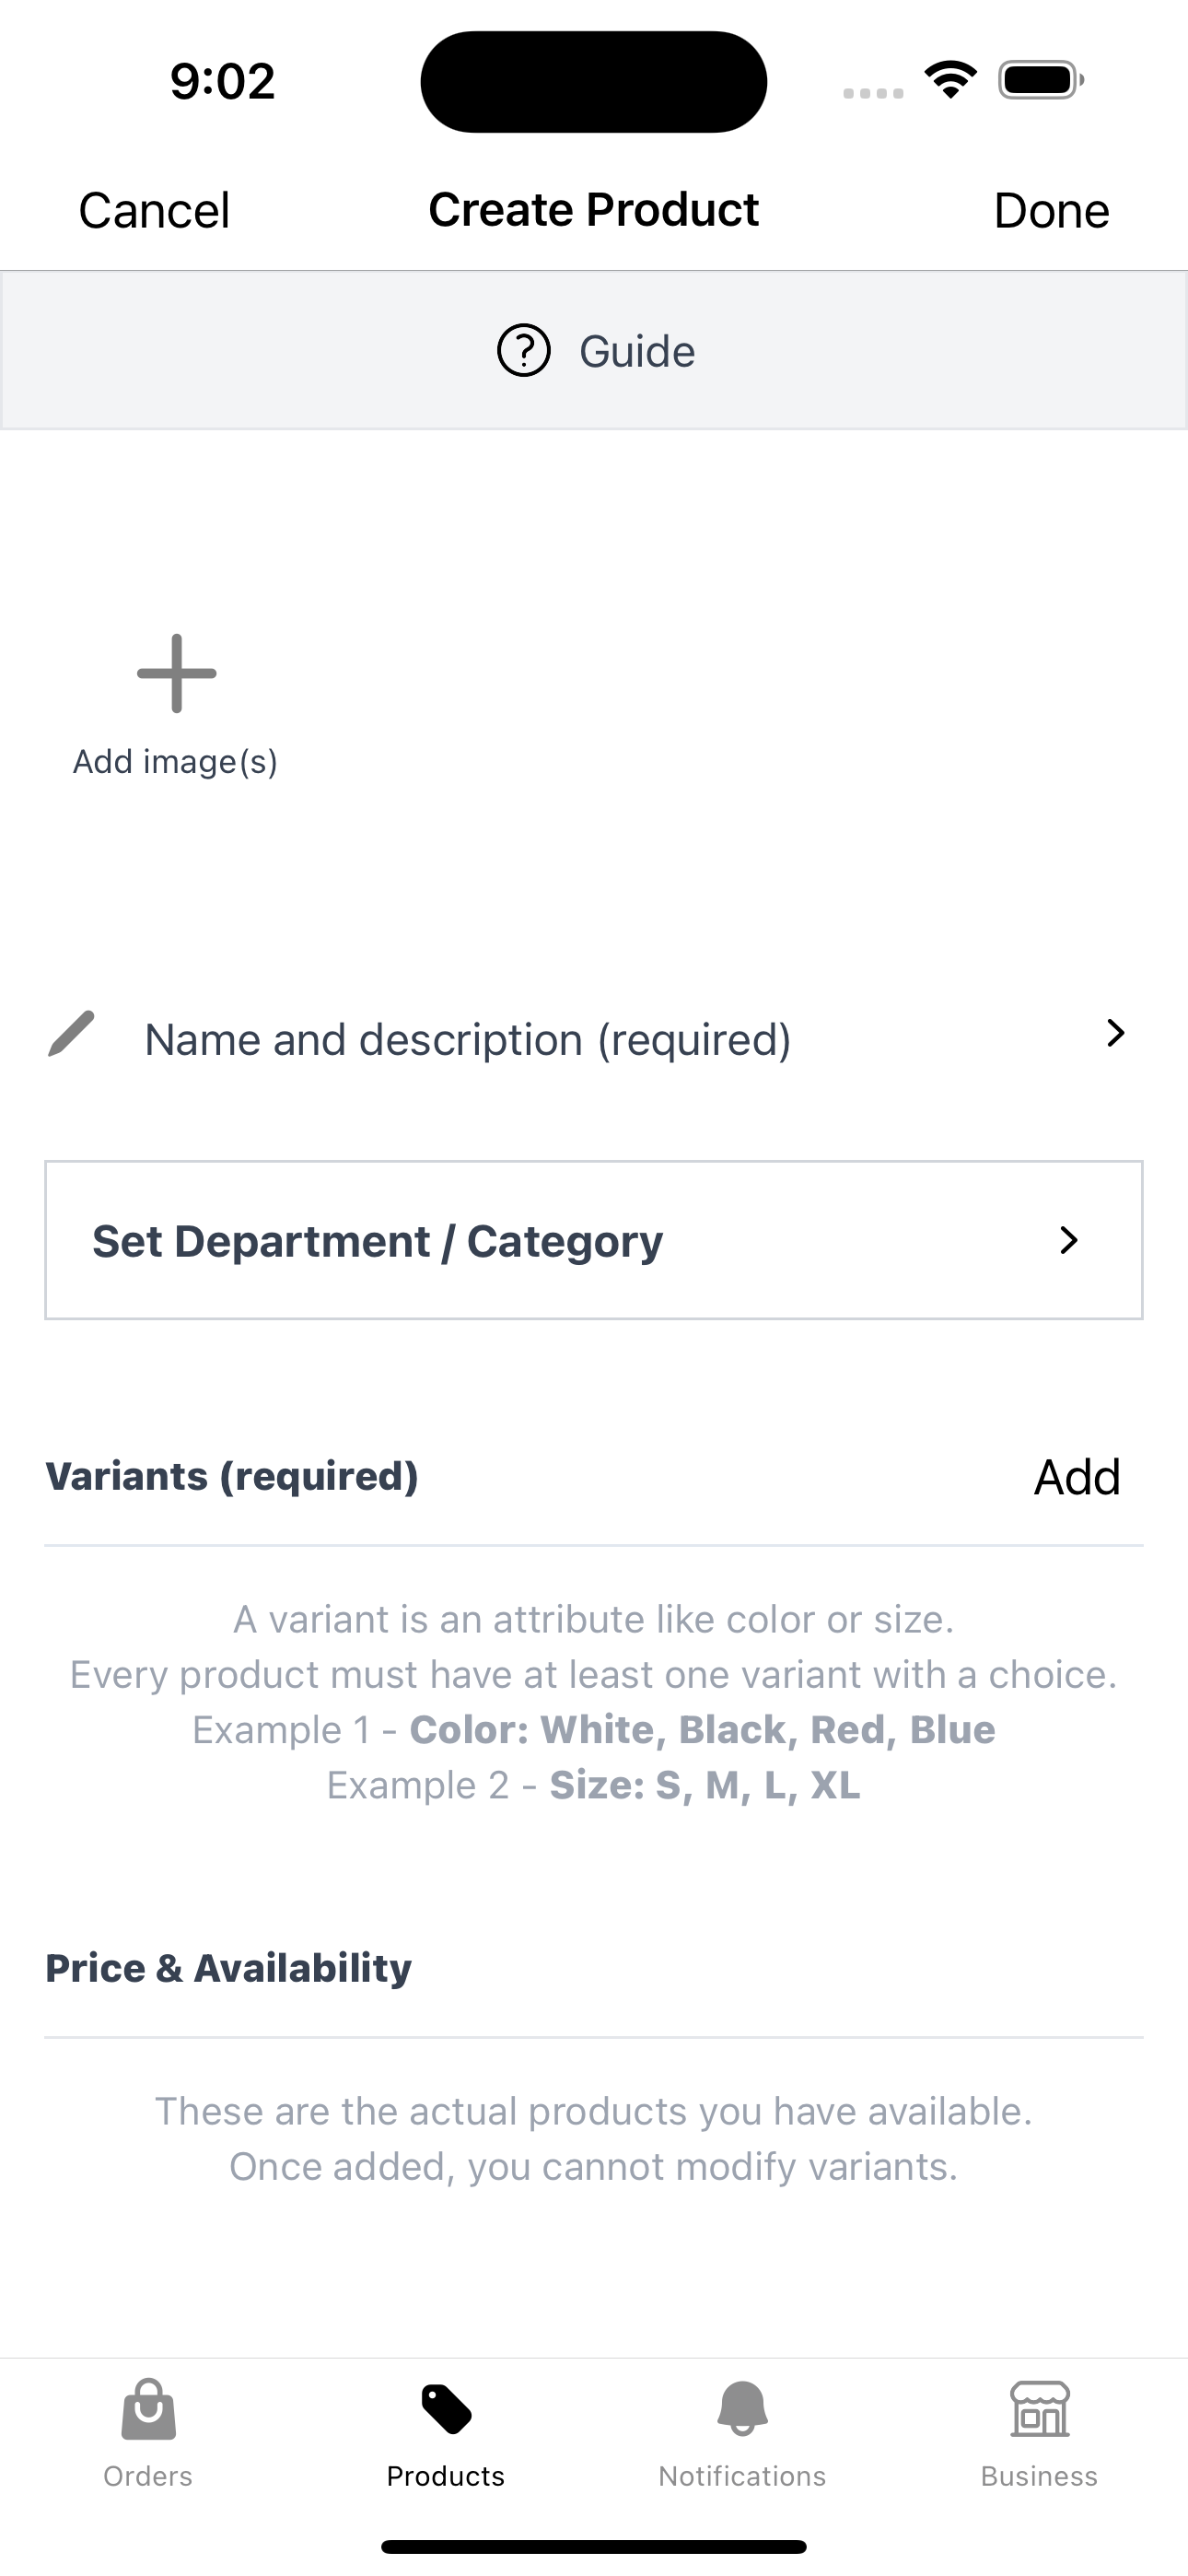 9:02
Cancel
Create Product
Done
Guide
Add image(s)
Name and description (required)
Set Department / Category
Variants (required)
Add
A variant is an attribute like color or size.
Every product must have at least one variant with a choice.
Example 1 - Color: White, Black, Red, Blue
Example 2 - Size: S, M, L, XL
Price & Availability
These are the actual products you have available.
Once added, you cannot modify variants.
Orders
Products
Notifications
Business